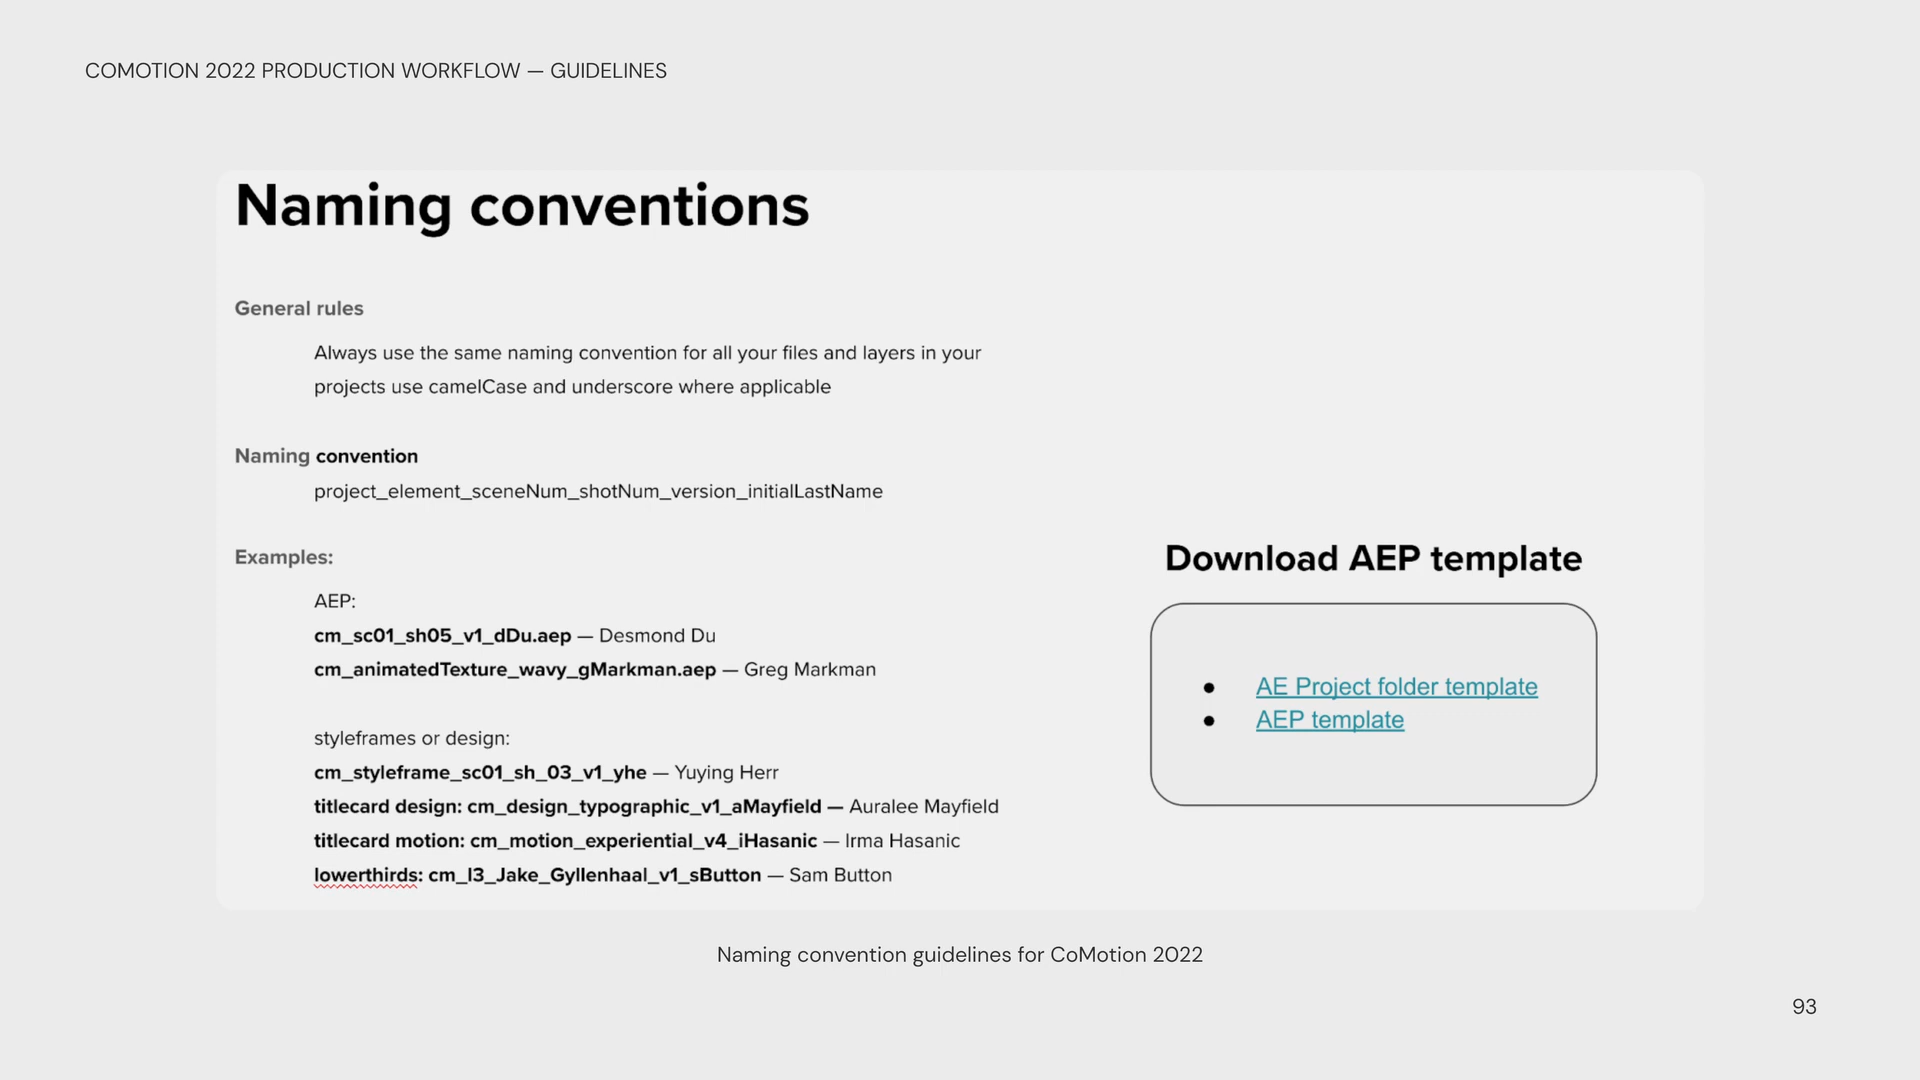 COMOTION 2022 PRODUCTION WORKFLOW — GUIDELINES
Naming conventions
General rules
Always use the same naming convention for all your files and layers in your
projects use camelCase and underscore where applicable
Naming convention
project_element_sceneNum_shotNum_version_initialLastName
Examples:
AEP:
cm_sc01_sh05_v1_dDu.aep — Desmond Du
cm_animatedTexture_wavy_gMarkman.aep — Greg Markman
styleframes or design:
cm_styleframe_sc01_sh_03_v1_yhe — Yuying Herr
titlecard design: cm_design_typographic_v1_aMayfield — Auralee Mayfield
titlecard motion: cm_motion_experiential_v4_iHasanic — Irma Hasanic
lowerthirds: cm_l3_Jake_Gyllenhaal_v1_sButton — Sam Button
Download AEP template
● AE Project folder template
● AEP template
Naming convention guidelines for CoMotion 2022
93